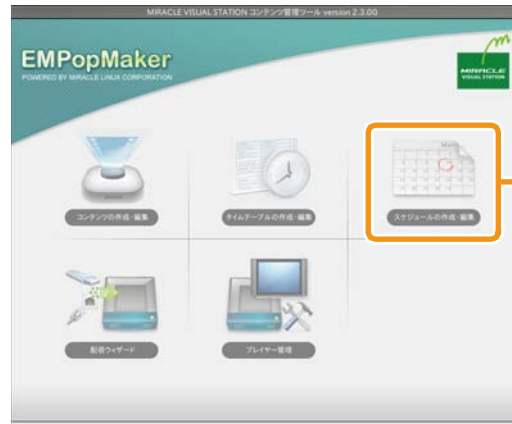 MIRACLE VISUAL STATION コンテンツ管理ツール version 2.3.00
EMPopMaker
POWERED BY MIRACLE LINUX CORPORATION
MIRACLE
VISUAL STATION
コンテンツの作成・編集
タイムテーブルの作成・編集
スケジュールの作成・編集
配信ウィザード
プレイヤー管理